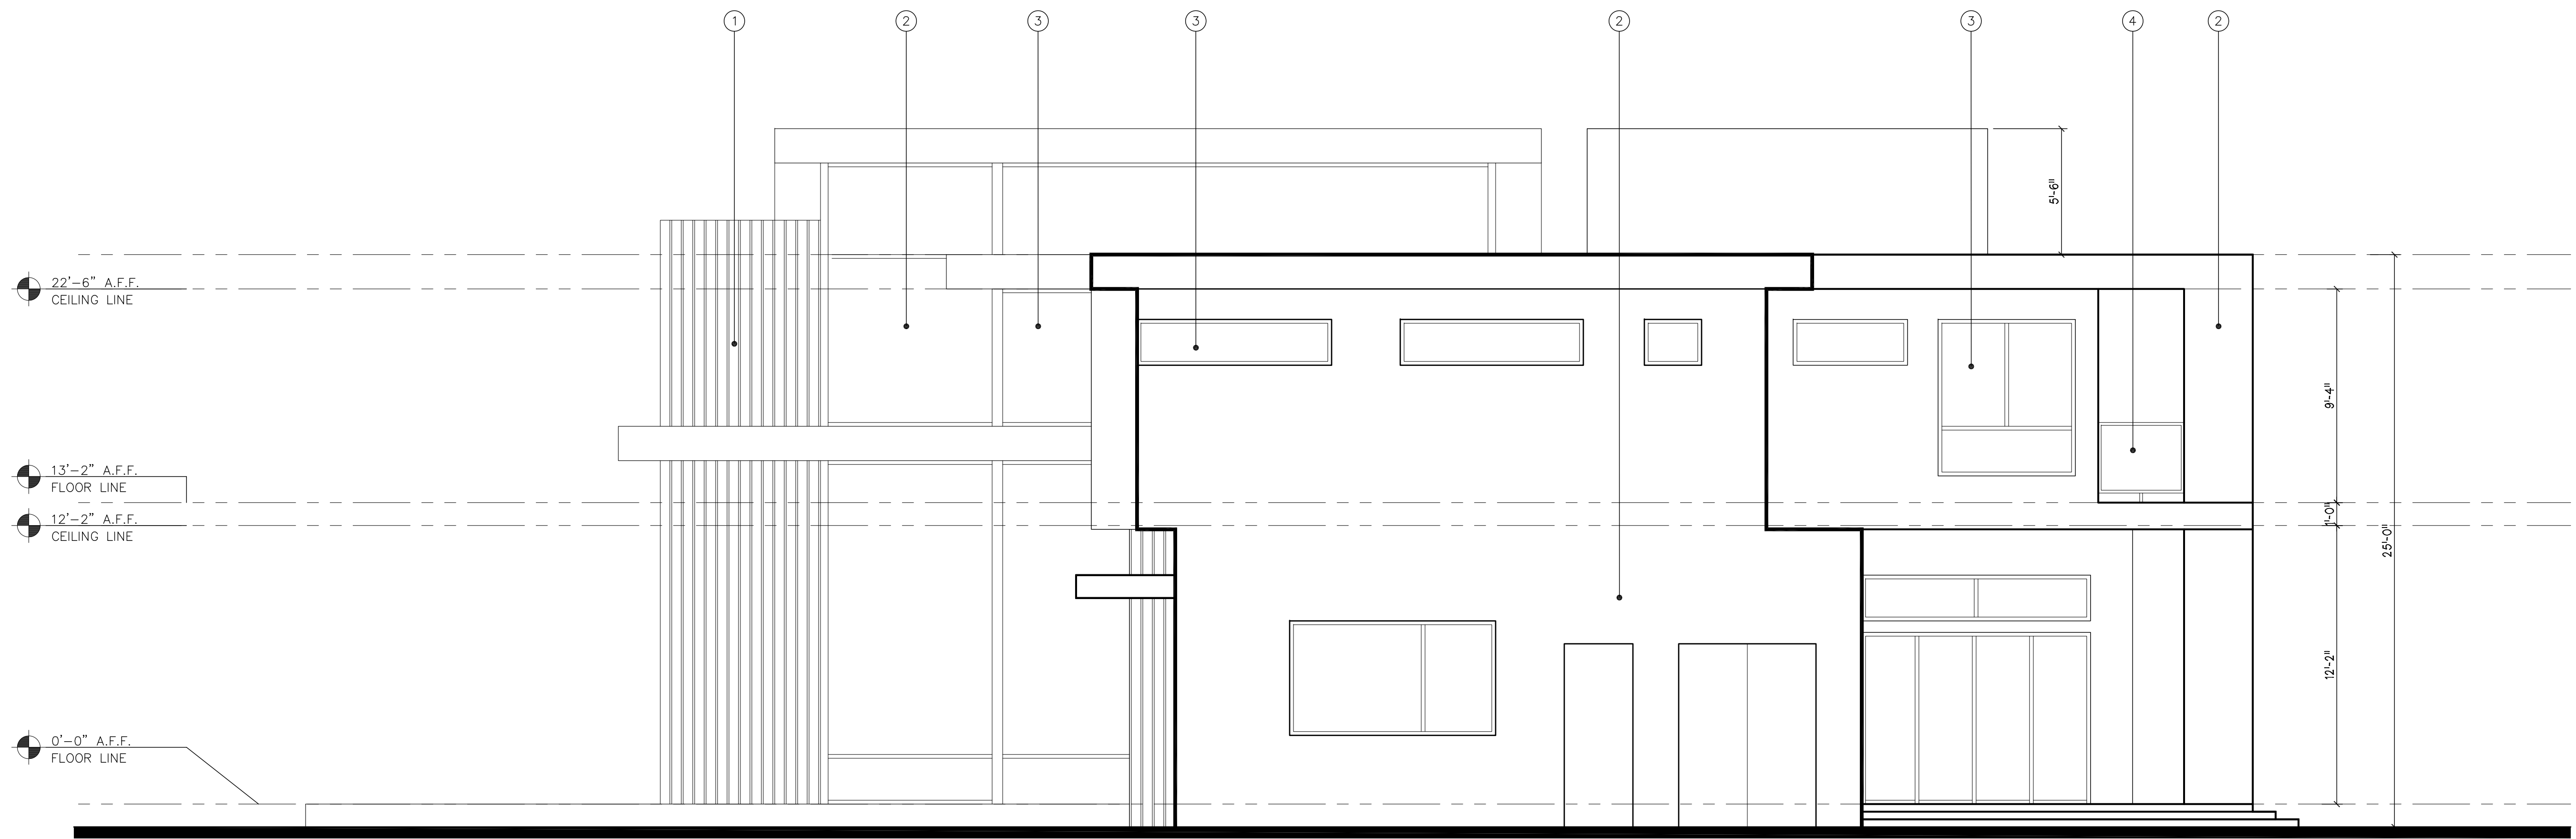 1
2
3
3
2
3
4
2
5'-6"
22'-6" A.F.F.
CEILING LINE
9'-4"
13'-2" A.F.F.
FLOOR LINE
1'-0"
12'-2" A.F.F.
CEILING LINE
25'-0"
12'-2"
0'-0" A.F.F.
FLOOR LINE